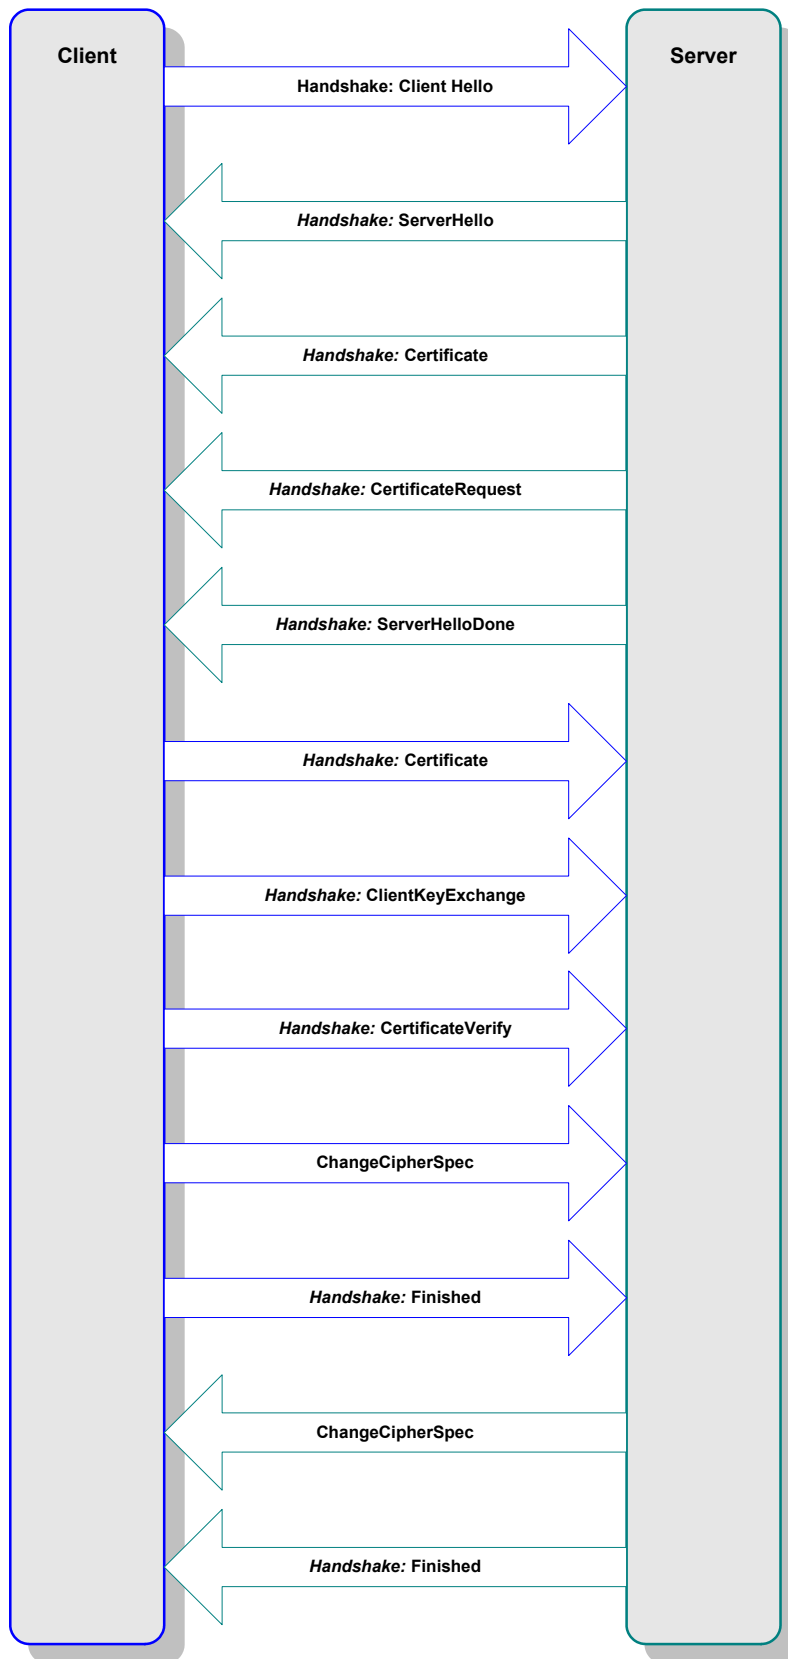 Client
Server
Handshake: Client Hello
Handshake: ServerHello
Handshake: Certificate
Handshake: CertificateRequest
Handshake: ServerHelloDone
Handshake: Certificate
Handshake: ClientKeyExchange
Handshake: CertificateVerify
ChangeCipherSpec
Handshake: Finished
ChangeCipherSpec
Handshake: Finished